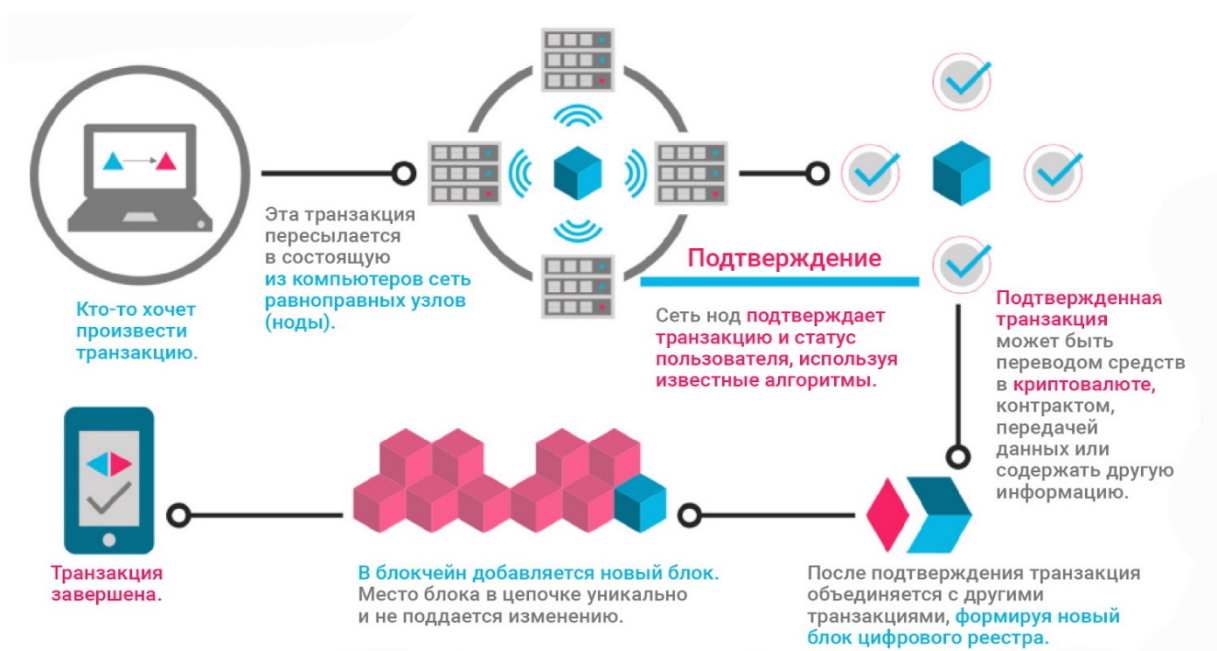 Кто-то хочет
произвести
транзакцию.
Эта транзакция
пересылается
в состоящую
из компьютеров сеть
равноправных узлов
(ноды).
Подтверждение
Сеть нод подтверждает
транзакцию и статус
пользователя, используя
известные алгоритмы.
Подтвержденная
транзакция
может быть
переводом средств
в криптовалюте,
контрактом,
передачей
данных или
содержать другую
информацию.
После подтверждения транзакция
объединяется с другими
транзакциями, формируя новый
блок цифрового реестра.
В блокчейн добавляется новый блок.
Место блока в цепочке уникально
и не поддается изменению.
Транзакция
завершена.